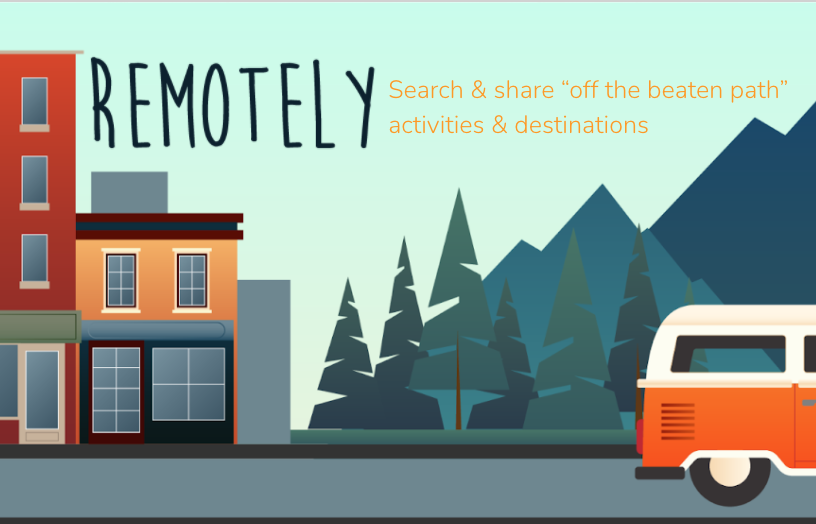 REMOTELY
Search & share “off the beaten path”
activities & destinations